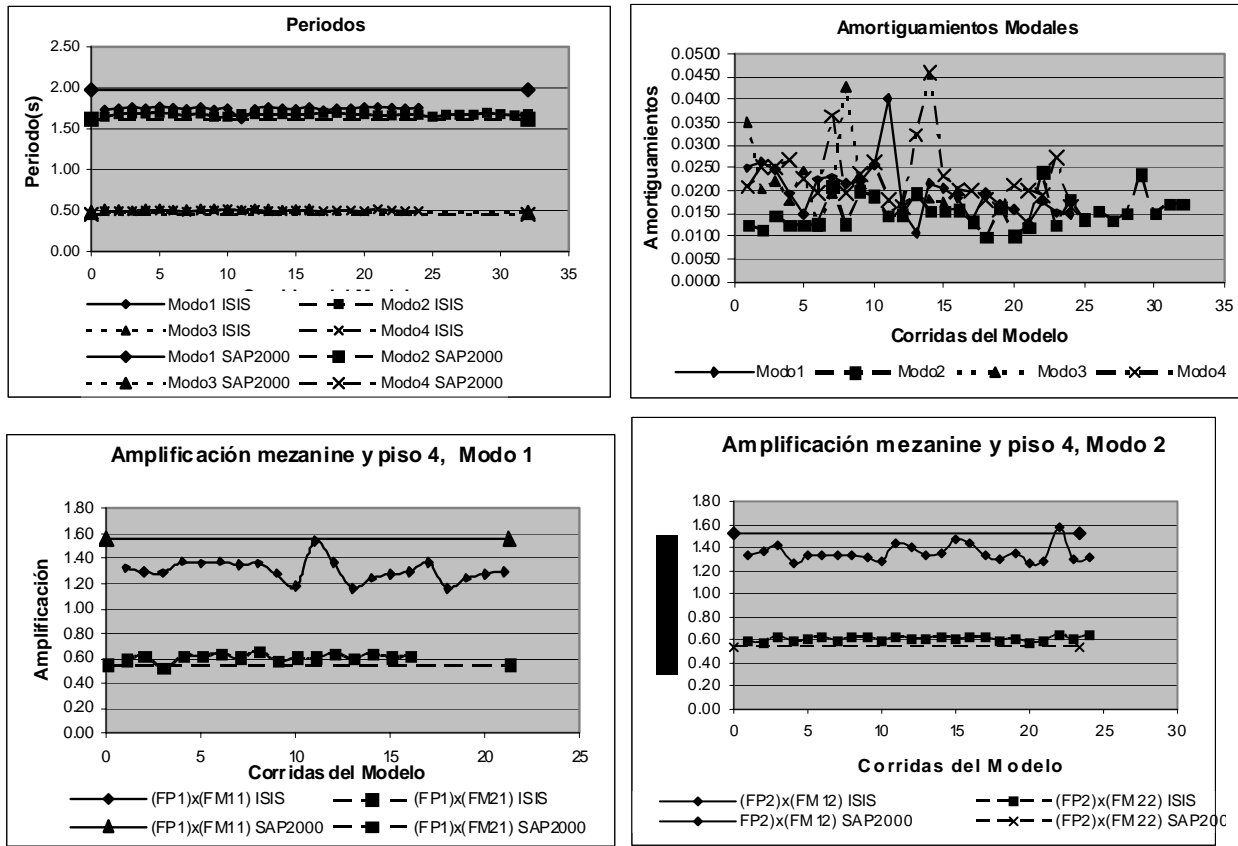 Periodos
2.50
2.00
1.50
1.00
0.50
0.00
Periodo(s)
0 5 10 15 20 25 30 35
Modo1 ISIS Modo2 ISIS
Modo3 ISIS Modo4 ISIS
Modo1 SAP2000 Modo2 SAP2000
Modo3 SAP2000 Modo4 SAP2000
Amortiguamientos Modales
0.0500
0.0450
0.0400
0.0350
0.0300
0.0250
0.0200
0.0150
0.0100
0.0050
0.0000
Amortiguamientos
0 5 10 15 20 25 30 35
Corridas del Modelo
Modo1 Modo2 Modo3 Modo4
Amplificación mezanine y piso 4, Modo 1
1.80
1.60
1.40
1.20
1.00
0.80
0.60
0.40
0.20
0.00
Amplificación
0 5 10 15 20 25
Corridas del Modelo
(FP1)x(FM11) ISIS (FP1)x(FM21) ISIS
(FP1)x(FM11) SAP2000 (FP1)x(FM21) SAP2000
Amplificación mezanine y piso 4, Modo 2
1.80
1.60
1.40
1.20
1.00
0.80
0.60
0.40
0.20
0.00
0 5 10 15 20 25 30
Corridas del Modelo
(FP2)x(FM12) ISIS (FP2)x(FM22) ISIS
FP2)x(FM12) SAP2000 (FP2)x(FM22) SAP200